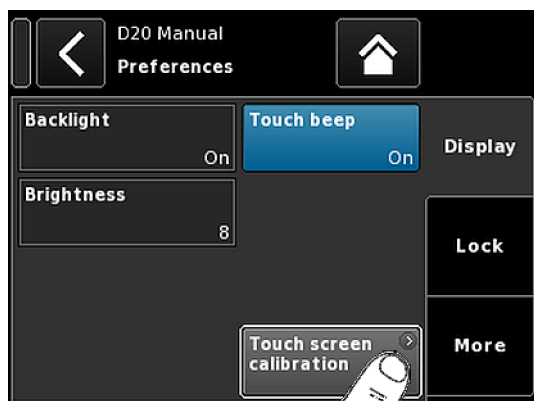 D20 Manual
Preferences
Backlight
On
Touch beep
On
Display
Brightness
8
Lock
Touch screen
calibration
More